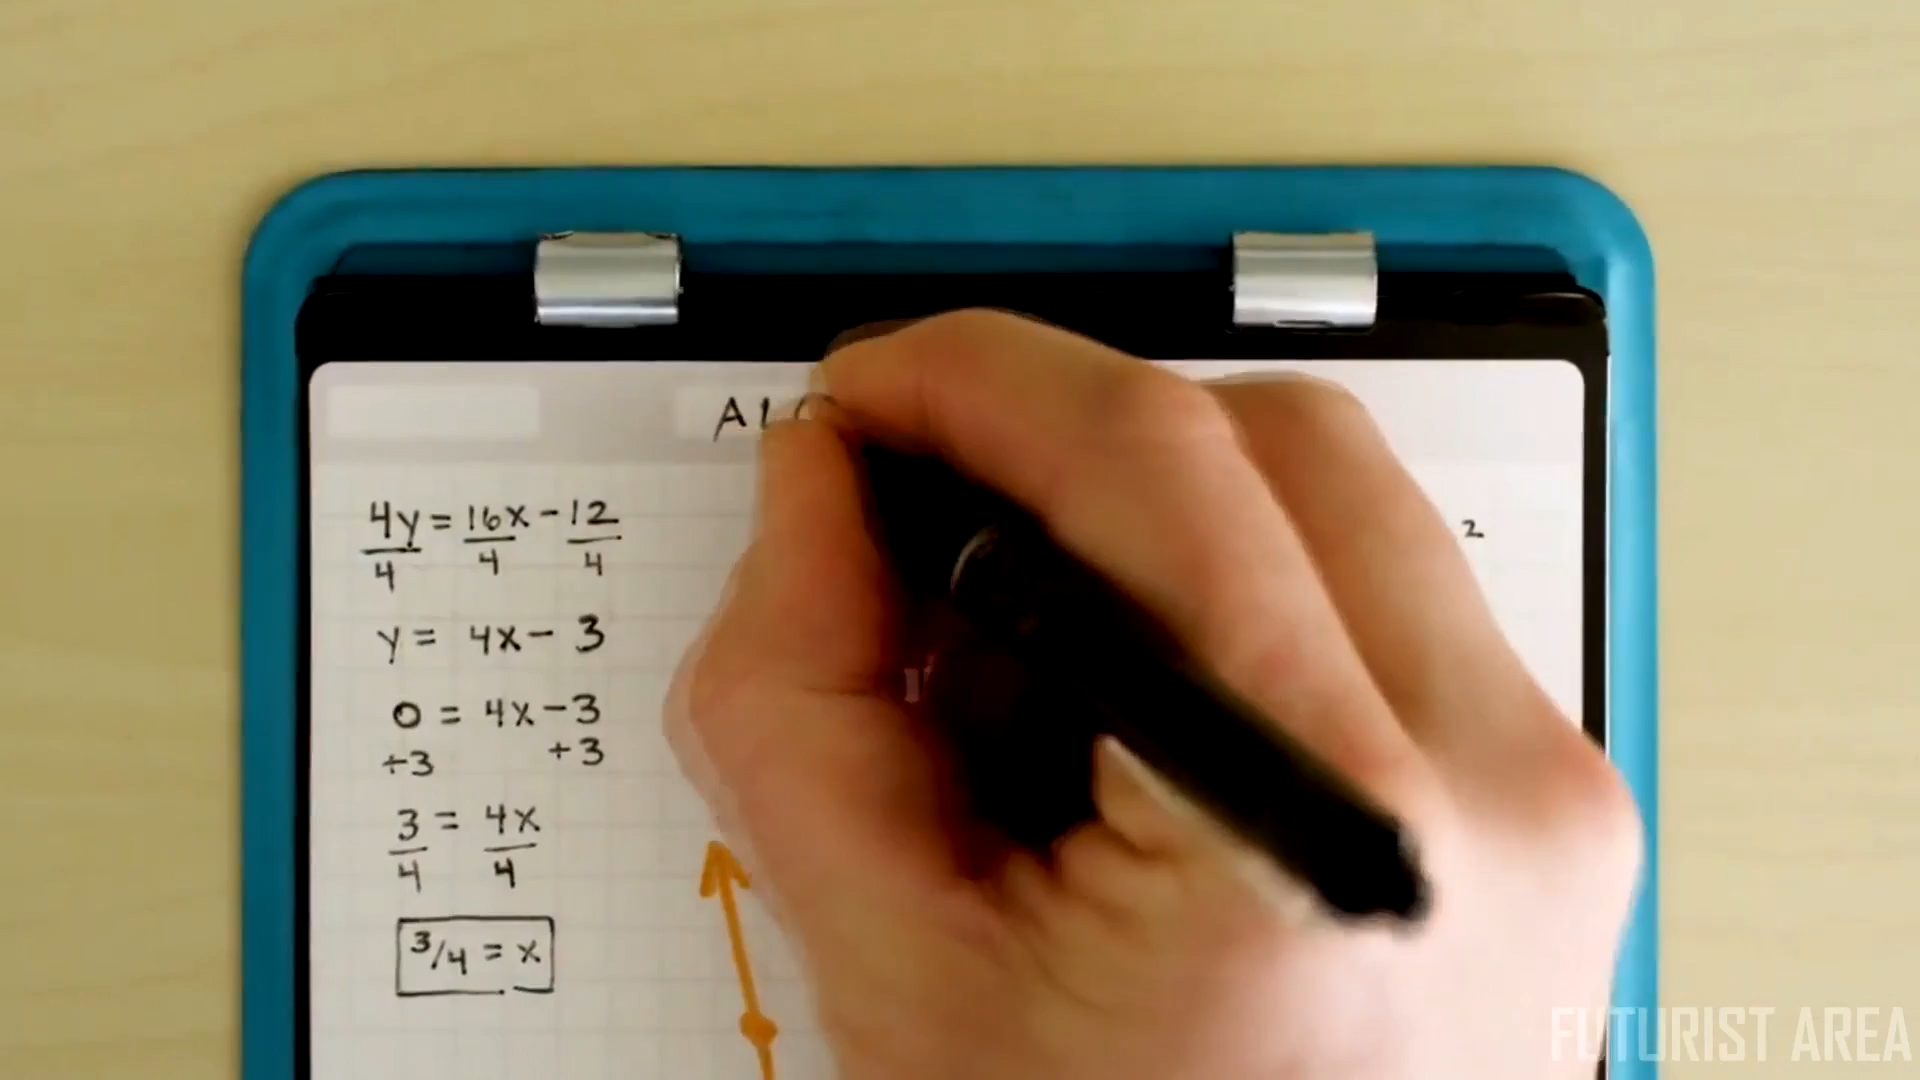 AL
4y = 16x - 12
4 4 4
y = 4x - 3
0 = 4x - 3
+3 +3
3 = 4x
4 4
3/4 = x
2
FUTURIST AREA